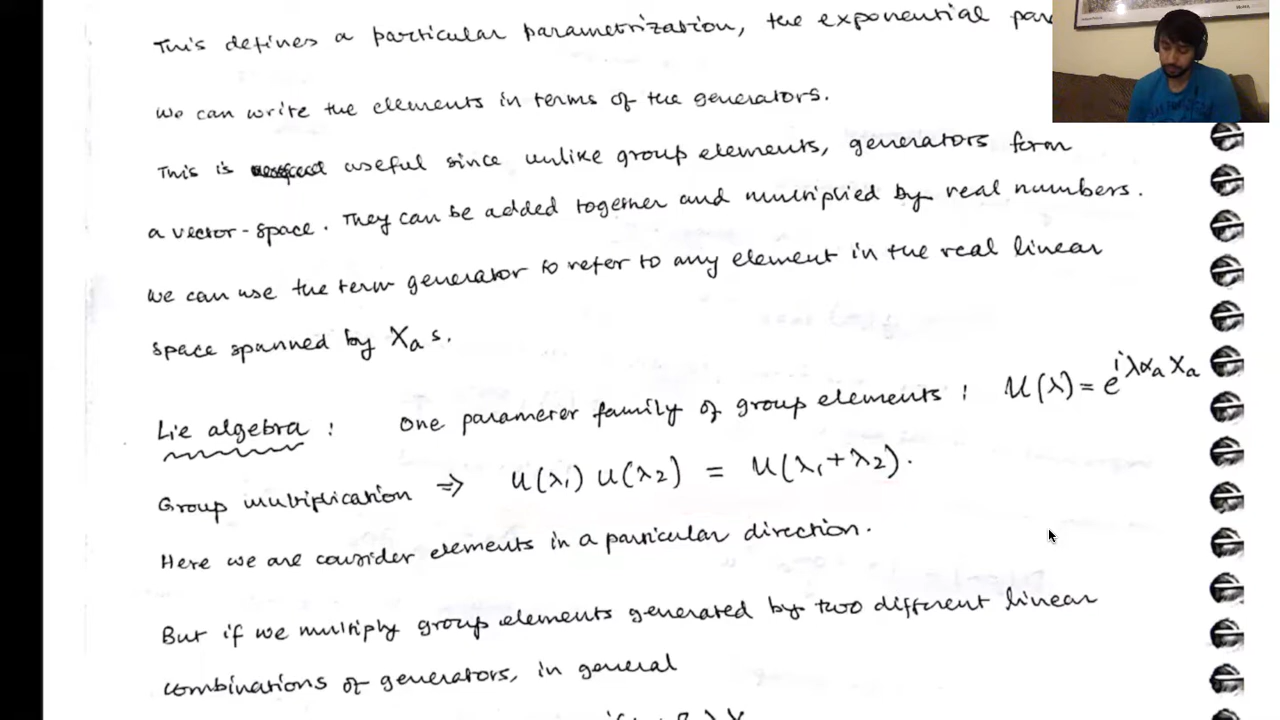 This defines a particular parametrization, the exponential
We can write the elements in terms of the generators.
This is useful since unlike group elements, generators form
a vector-space. They can be added together and multiplied by real numbers.
We can use the term generator to refer to any element in the real linear
space spanned by Xₐ s.
Lie algebra : One parameter family of group elements : U(λ) = e^{iλαₐXₐ}
Group multiplication ⇒ U(λ₁) U(λ₂) = U(λ₁+λ₂).
Here we are consider elements in a particular direction.
But if we multiply group elements generated by two different linear
combinations of generators, in general